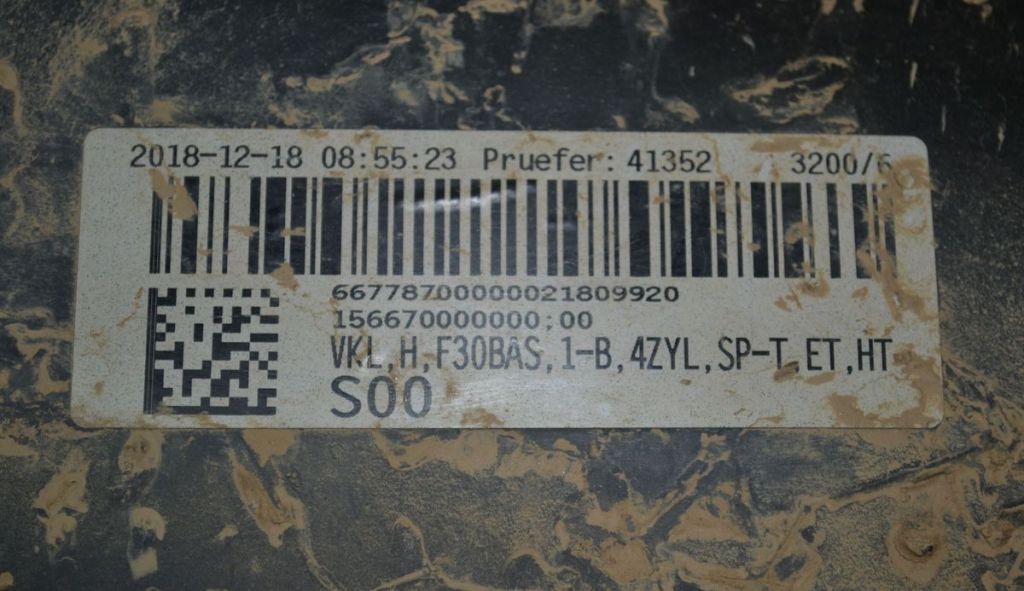 2018-12-18 08:55:23 Pruefer: 41352 3200/6
66778700000021809920
156670000000;00
VKL,H,F30BAS,1-B,4ZYL,SP-T,ET,HT
S00